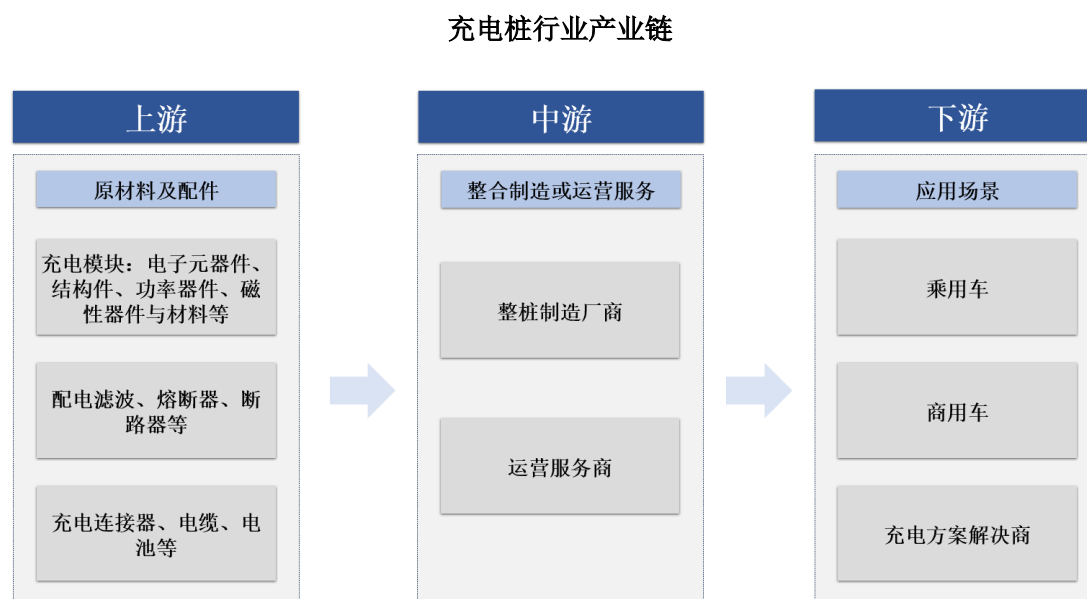 充电桩行业产业链
上游
原材料及配件
充电模块：电子元器件、
结构件、功率器件、磁
性器件与材料等
配电滤波、熔断器、断
路器等
充电连接器、电缆、电
池等
中游
整合制造或运营服务
整桩制造厂商
运营服务商
下游
应用场景
乘用车
商用车
充电方案解决商